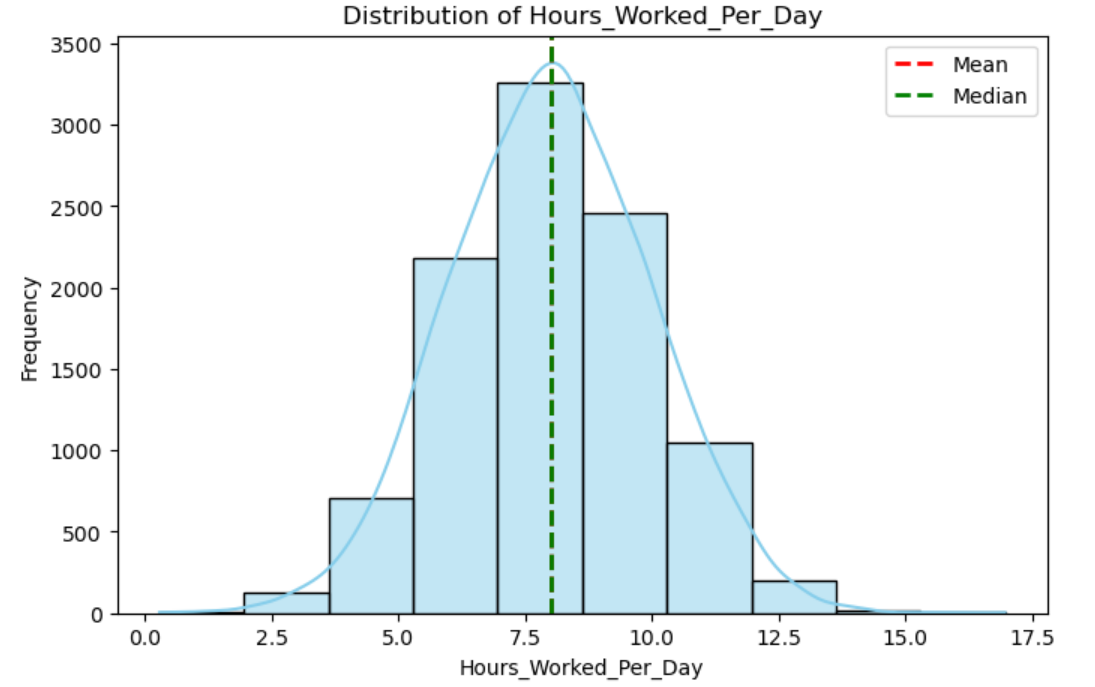 Distribution of Hours_Worked_Per_Day
Mean
Median
3500
3000
2500
2000
1500
1000
500
0
Frequency
0.0 2.5 5.0 7.5 10.0 12.5 15.0 17.5
Hours_Worked_Per_Day